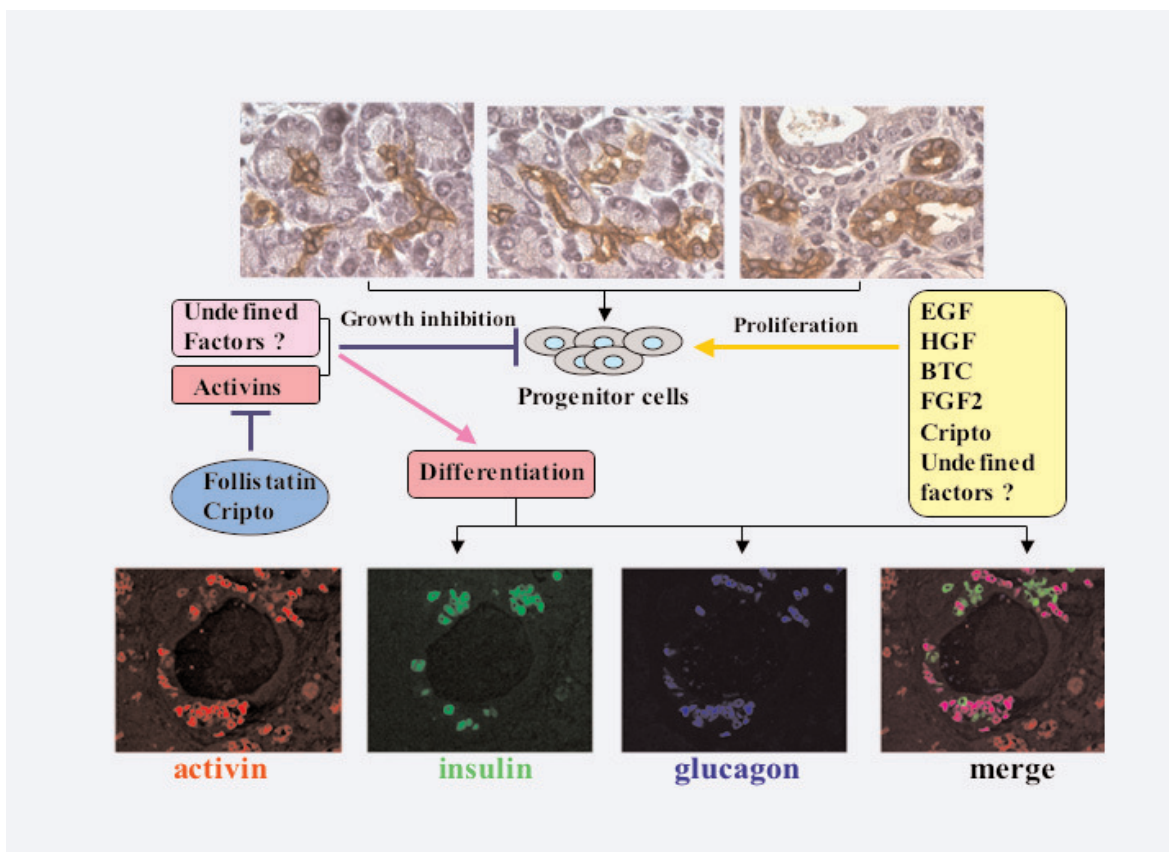 Undefined
Factors ?
Growth inhibition
Proliferation
EGF
HGF
BTC
FGF2
Cripto
Undefined
factors ?
Activins
Progenitor cells
Follistatin
Cripto
Differentiation
activin
insulin
glucagon
merge